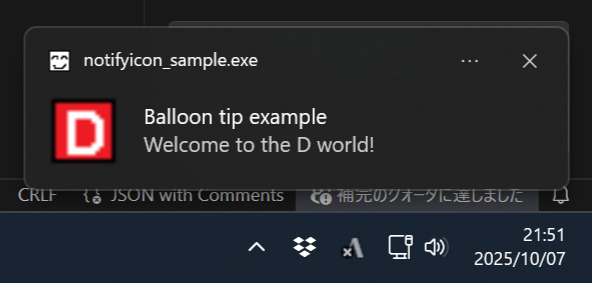 notifyicon_sample.exe
D
Balloon tip example
Welcome to the D world!
CRLF
JSON with Comments
補完のクオータに達しました
A
21:51
2025/10/07